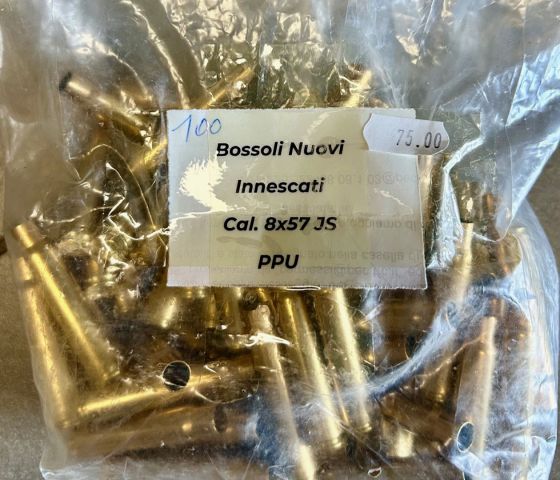 100
75.00
Bossoli Nuovi
Innescati
Cal. 8x57 JS
PPU